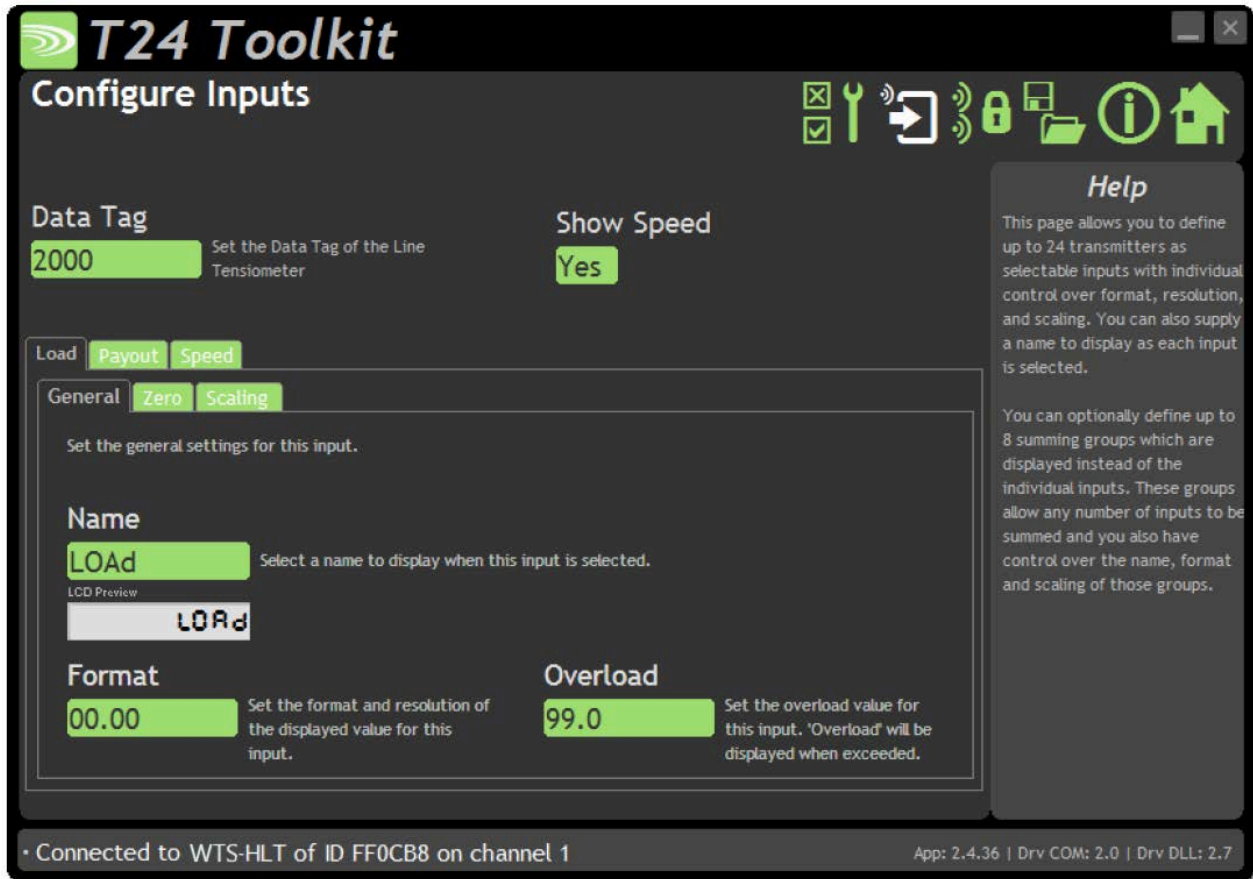 T24 Toolkit
Configure Inputs
Data Tag
2000
Set the Data Tag of the Line
Tensiometer
Show Speed
Yes
Load Payout Speed
General Zero Scaling
Set the general settings for this input.
Name
LOAd
Select a name to display when this input is selected.
LCD Preview
LOAd
Format
00.00
Set the format and resolution of
the displayed value for this
input.
Overload
99.0
Set the overload value for
this input. 'Overload' will be
displayed when exceeded.
Help
This page allows you to define
up to 24 transmitters as
selectable inputs with individual
control over format, resolution,
and scaling. You can also supply
a name to display as each input
is selected.
You can optionally define up to
8 summing groups which are
displayed instead of the
individual inputs. These groups
allow any number of inputs to be
summed and you also have
control over the name, format
and scaling of those groups.
Connected to WTS-HLT of ID FF0CB8 on channel 1
App: 2.4.36 | Drv COM: 2.0 | Drv DLL: 2.7